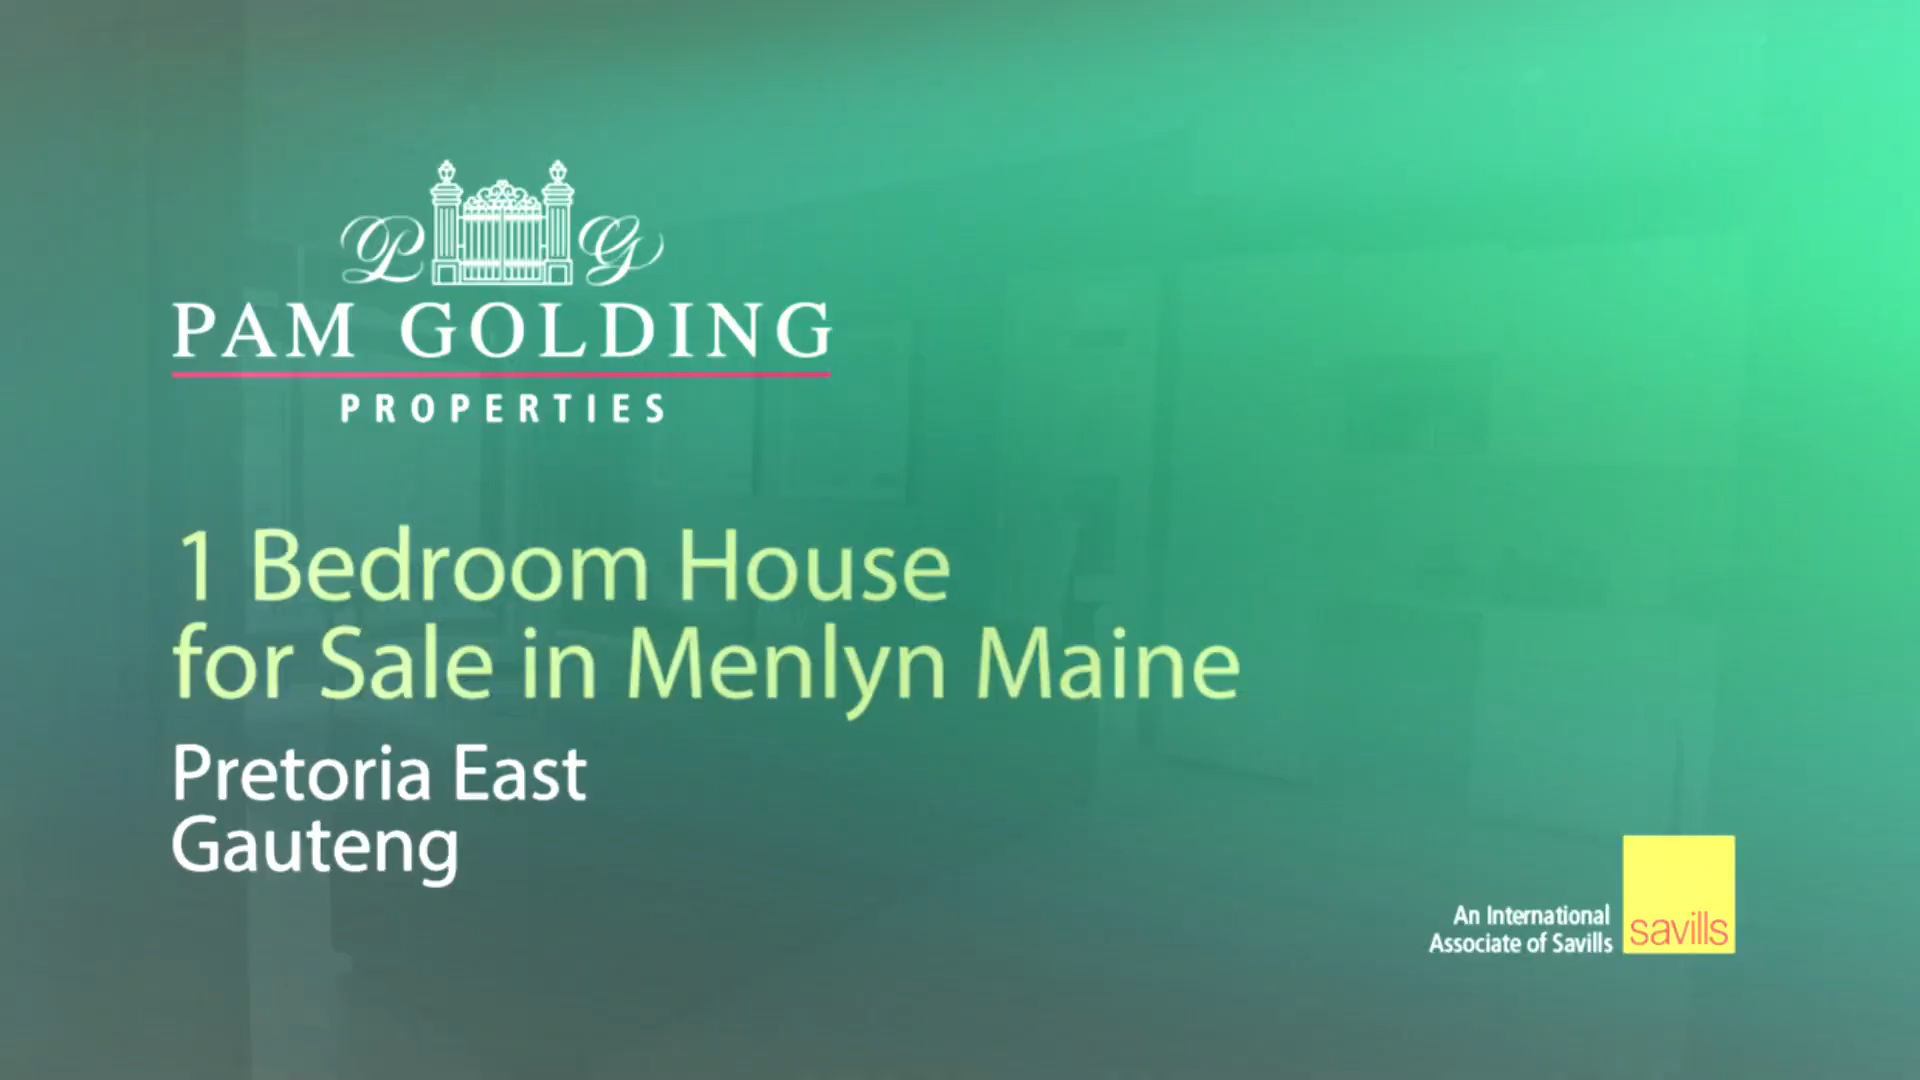 P G
PAM GOLDING
PROPERTIES
1 Bedroom House
for Sale in Menlyn Maine
Pretoria East
Gauteng
An International
Associate of Savills
savills